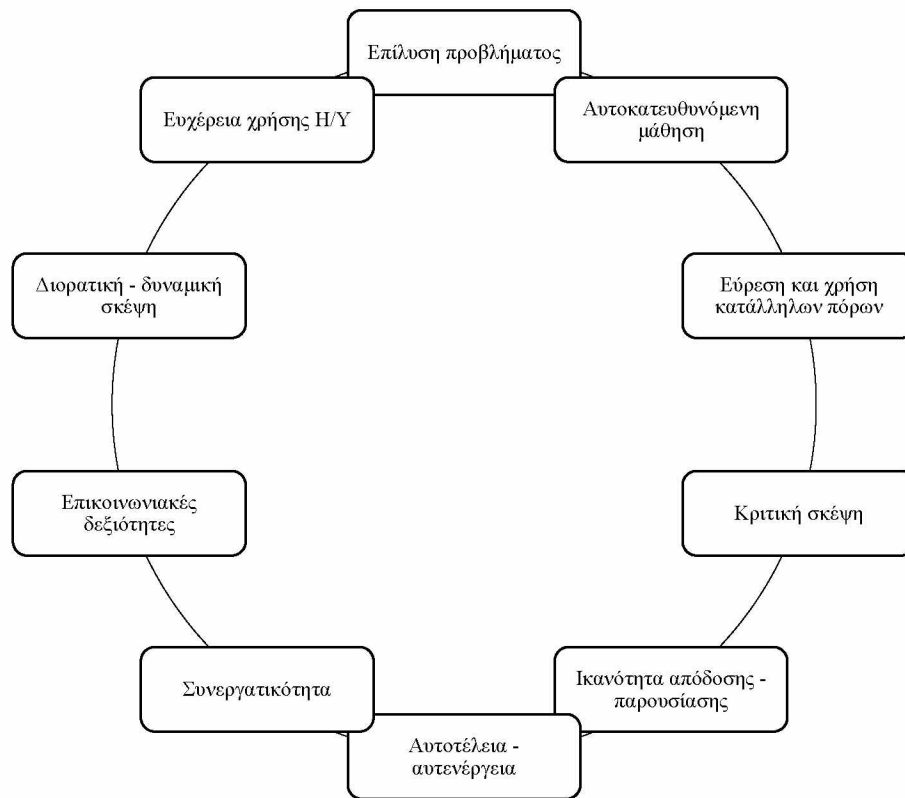 Επίλυση προβλήματος
Αυτοκατευθυνόμενη
μάθηση
Εύρεση και χρήση
κατάλληλων πόρων
Κριτική σκέψη
Ικανότητα απόδοσης -
παρουσίασης
Αυτοτέλεια -
αυτενέργεια
Συνεργατικότητα
Επικοινωνιακές
δεξιότητες
Διορατική - δυναμική
σκέψη
Ευχέρεια χρήσης Η/Υ